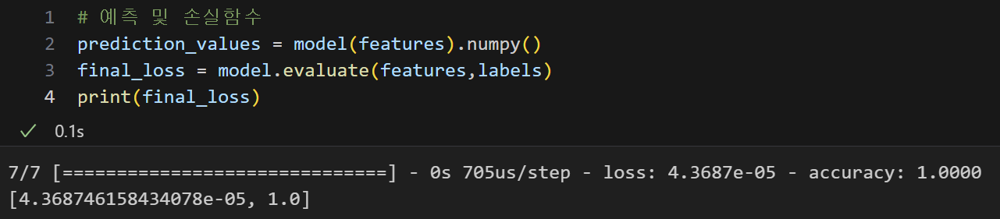 1 # 예측 및 손실함수
2 prediction_values = model(features).numpy()
3 final_loss = model.evaluate(features,labels)
4 print(final_loss)
0.1s
7/7 [==============================] - 0s 705us/step - loss: 4.3687e-05 - accuracy: 1.0000
[4.368746158434078e-05, 1.0]